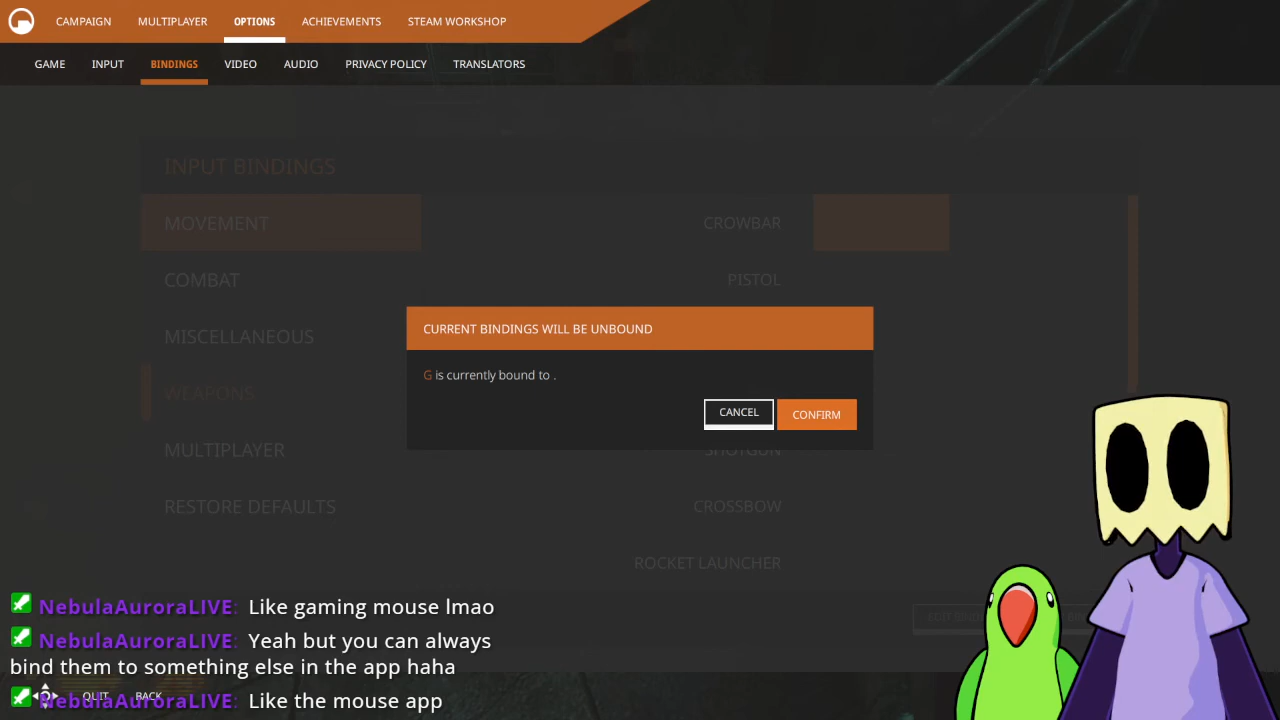 CAMPAIGN MULTIPLAYER OPTIONS ACHIEVEMENTS STEAM WORKSHOP
GAME INPUT BINDINGS VIDEO AUDIO PRIVACY POLICY TRANSLATORS
INPUT BINDINGS
MOVEMENT CROWBAR
COMBAT PISTOL
MISCELLANEOUS
CURRENT BINDINGS WILL BE UNBOUND
G is currently bound to .
CANCEL CONFIRM
WEAPONS
MULTIPLAYER SHOTGUN
RESTORE DEFAULTS CROSSBOW
ROCKET LAUNCHER
NebulaAuroraLIVE: Like gaming mouse lmao
NebulaAuroraLIVE: Yeah but you can always
bind them to something else in the app haha
QUIT BACK
NebulaAuroraLIVE: Like the mouse app